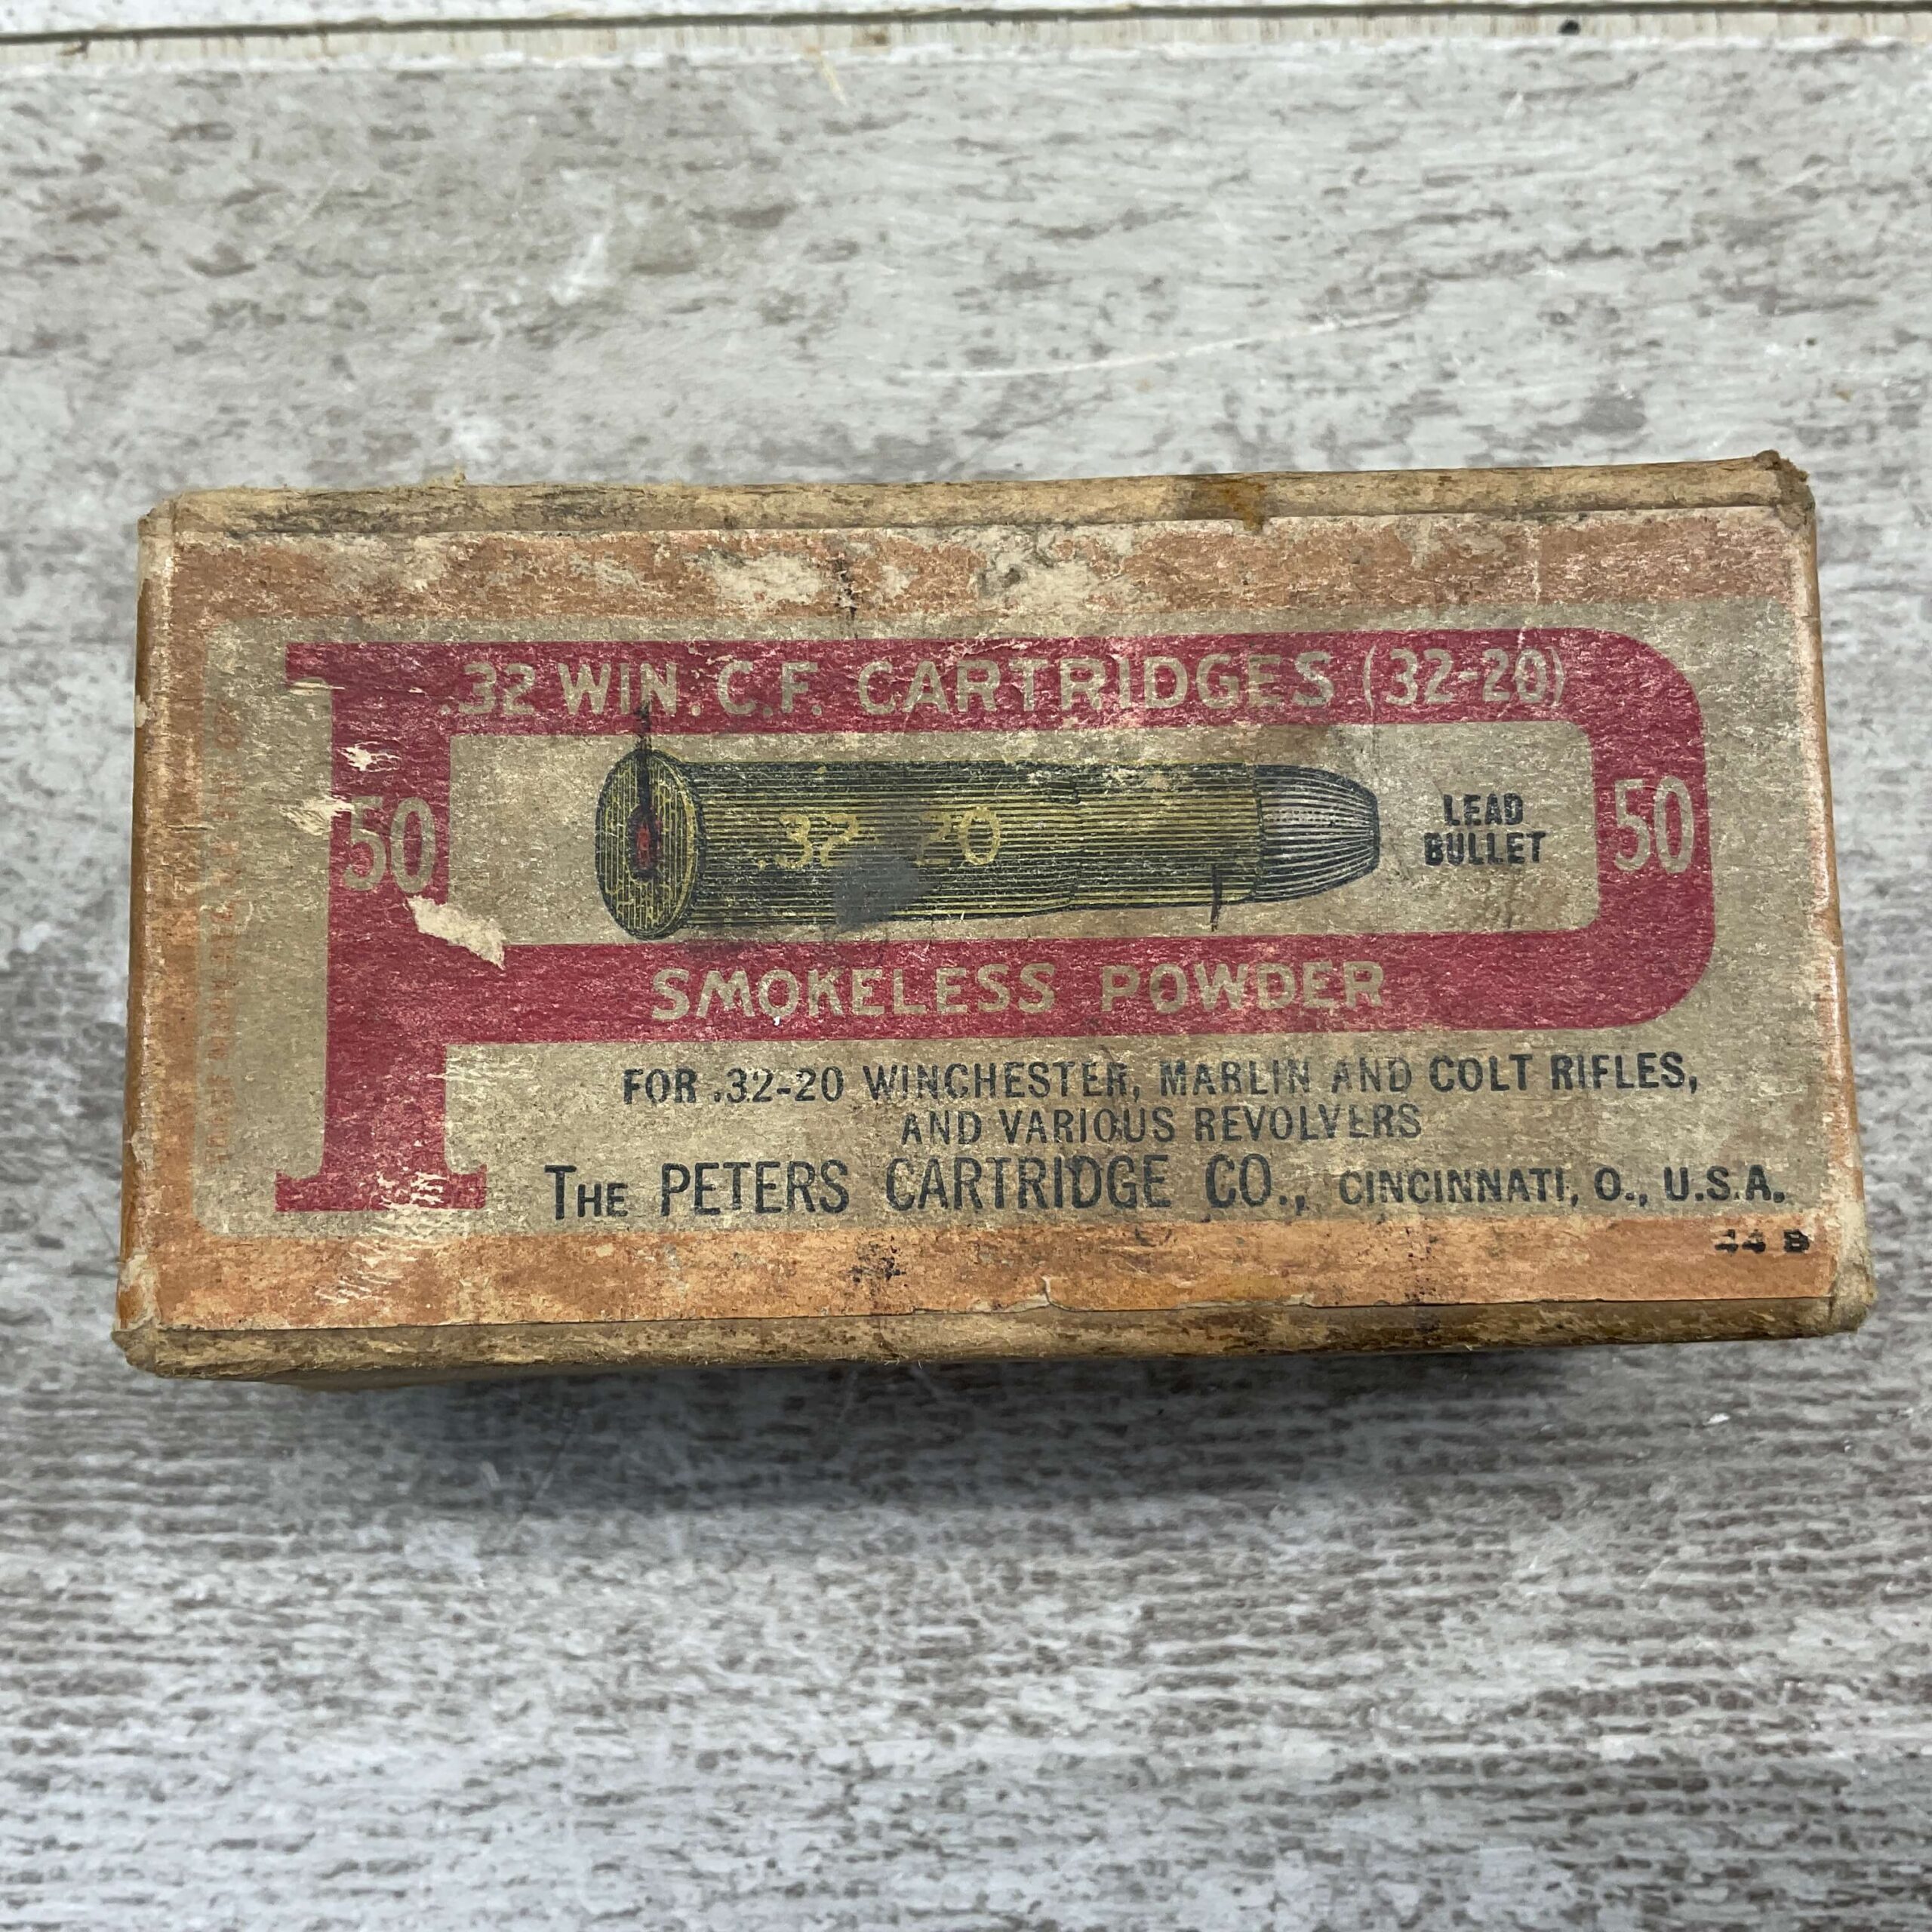 .32 WIN. C.F. CARTRIDGES (32-20)
50
.32 20
LEAD
BULLET
50
SMOKELESS POWDER
FOR .32-20 WINCHESTER, MARLIN AND COLT RIFLES,
AND VARIOUS REVOLVERS
THE PETERS CARTRIDGE CO., CINCINNATI, O., U.S.A.